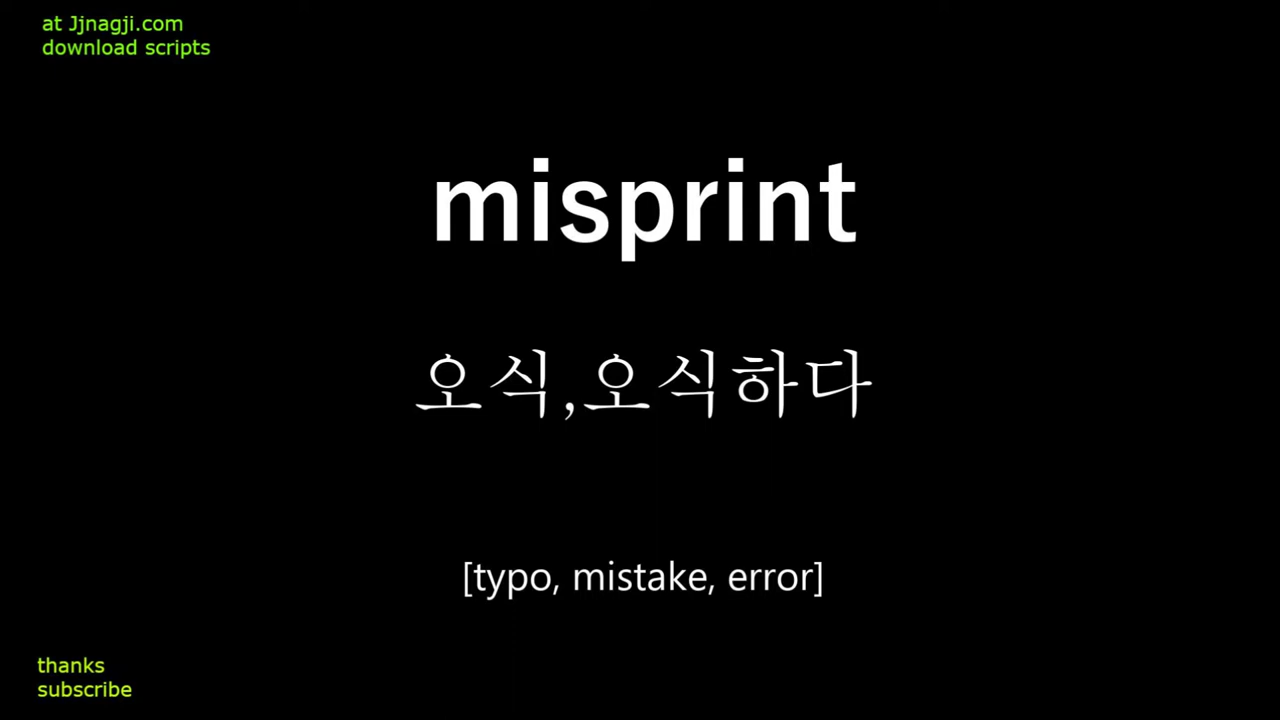 at Jjnagji.com
download scripts
misprint
오식,오식하다
[typo, mistake, error]
thanks
subscribe